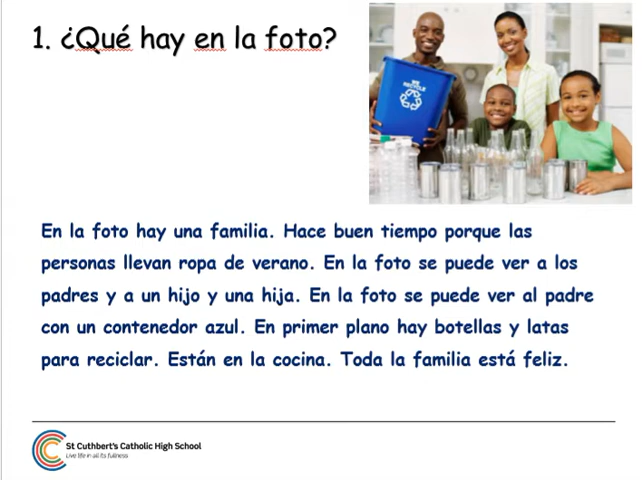 1. ¿Qué hay en la foto?
WE
RECYCLE
En la foto hay una familia. Hace buen tiempo porque las
personas llevan ropa de verano. En la foto se puede ver a los
padres y a un hijo y una hija. En la foto se puede ver al padre
con un contenedor azul. En primer plano hay botellas y latas
para reciclar. Están en la cocina. Toda la familia está feliz.
St Cuthbert's Catholic High School
Live life in all its fullness